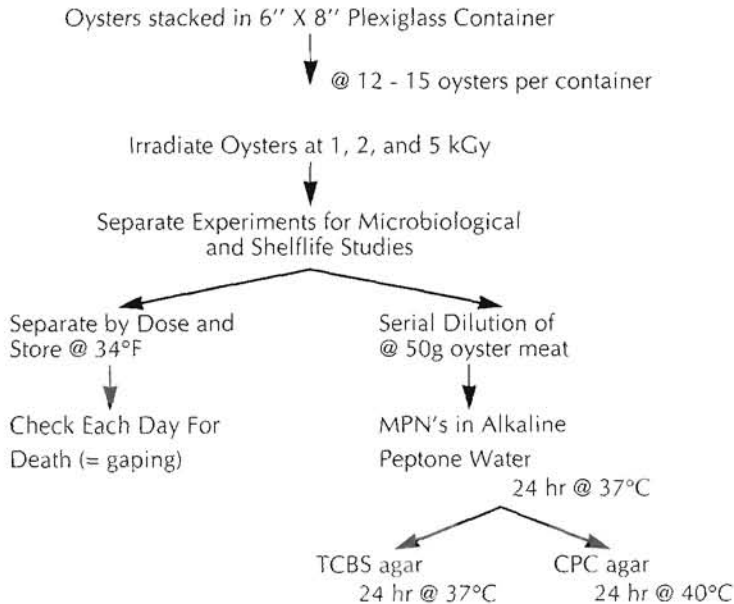 Oysters stacked in 6'' X 8'' Plexiglass Container
@ 12 - 15 oysters per container
Irradiate Oysters at 1, 2, and 5 kGy
Separate Experiments for Microbiological
and Shelflife Studies
Separate by Dose and
Store @ 34°F
Check Each Day For
Death (= gaping)
Serial Dilution of
@ 50g oyster meat
MPN's in Alkaline
Peptone Water
24 hr @ 37°C
TCBS agar
24 hr @ 37°C
CPC agar
24 hr @ 40°C